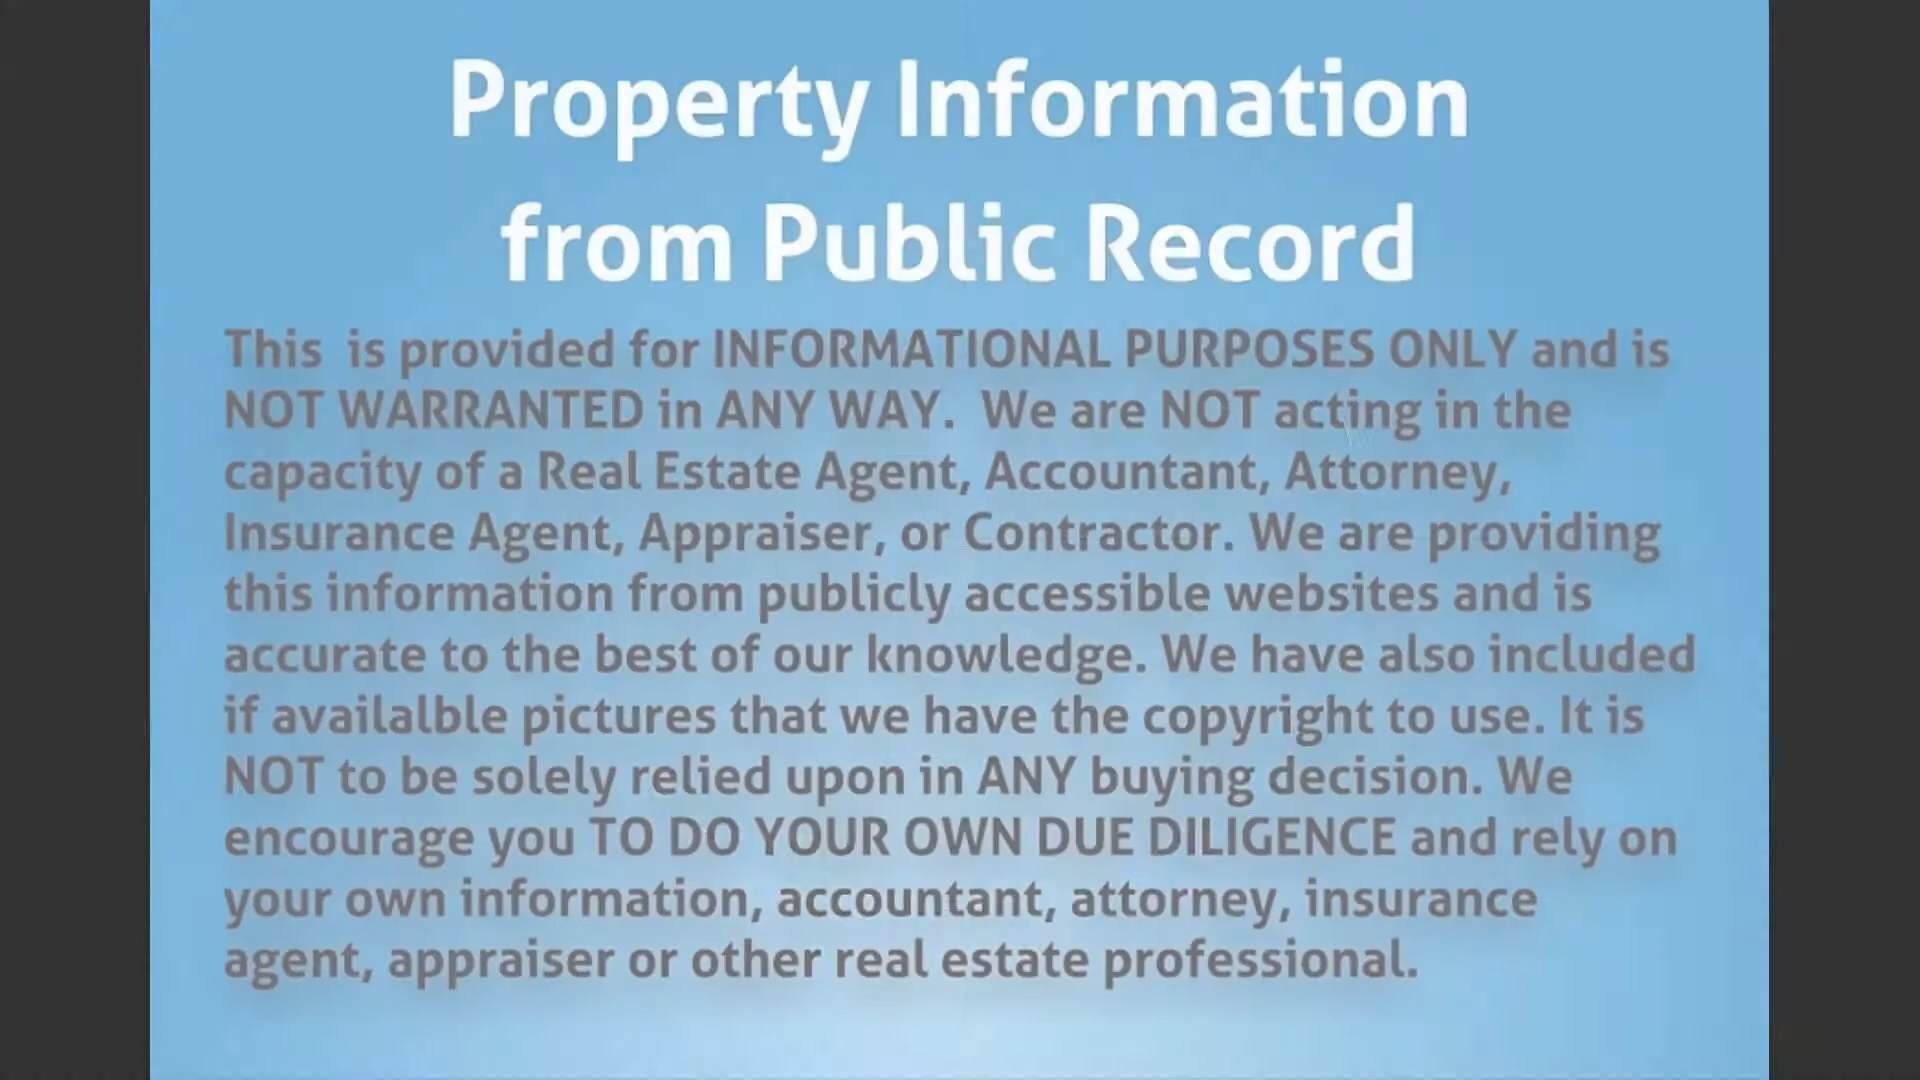 Property Information
from Public Record
This  is provided for INFORMATIONAL PURPOSES ONLY and is
NOT WARRANTED in ANY WAY.  We are NOT acting in the
capacity of a Real Estate Agent, Accountant, Attorney,
Insurance Agent, Appraiser, or Contractor. We are providing
this information from publicly accessible websites and is
accurate to the best of our knowledge. We have also included
if availalble pictures that we have the copyright to use. It is
NOT to be solely relied upon in ANY buying decision. We
encourage you TO DO YOUR OWN DUE DILIGENCE and rely on
your own information, accountant, attorney, insurance
agent, appraiser or other real estate professional.